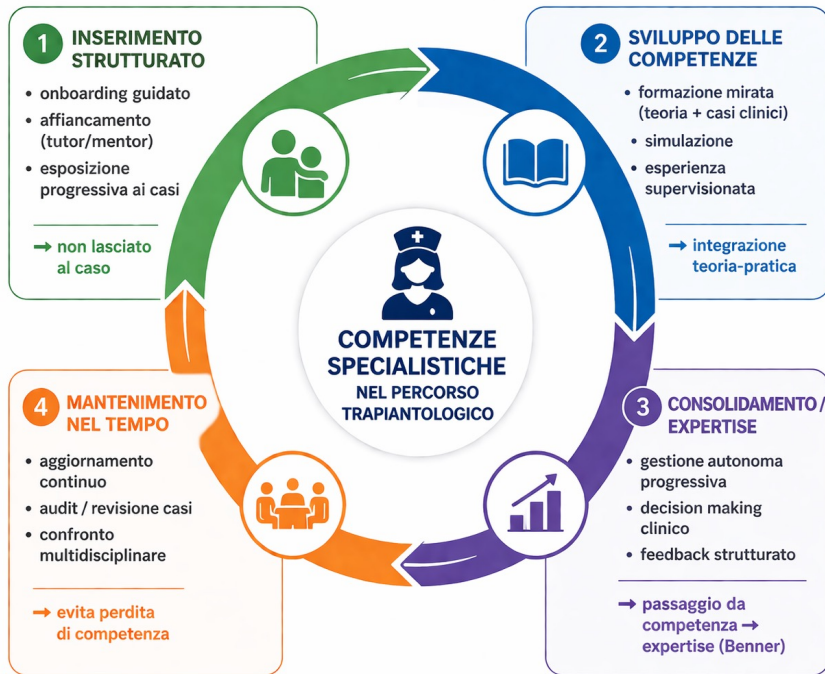 1 INSERIMENTO
STRUTTURATO
• onboarding guidato
• affiancamento
(tutor/mentor)
• esposizione
progressiva ai casi
→ non lasciato
al caso
2 SVILUPPO DELLE
COMPETENZE
• formazione mirata
(teoria + casi clinici)
• simulazione
• esperienza
supervisionata
→ integrazione
teoria-pratica
COMPETENZE
SPECIALISTICHE
NEL PERCORSO
TRAPIANTOLOGICO
3 CONSOLIDAMENTO/
EXPERTISE
• gestione autonoma
progressiva
• decision making
clinico
• feedback strutturato
→ passaggio da
competenza →
expertise (Benner)
4 MANTENIMENTO
NEL TEMPO
• aggiornamento
continuo
• audit / revisione casi
• confronto
multidisciplinare
→ evita perdita
di competenza